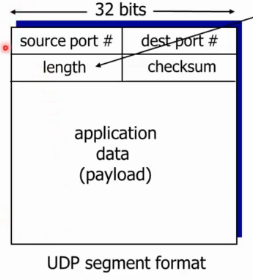 32 bits
source port # dest port #
length checksum
application
data
(payload)
UDP segment format